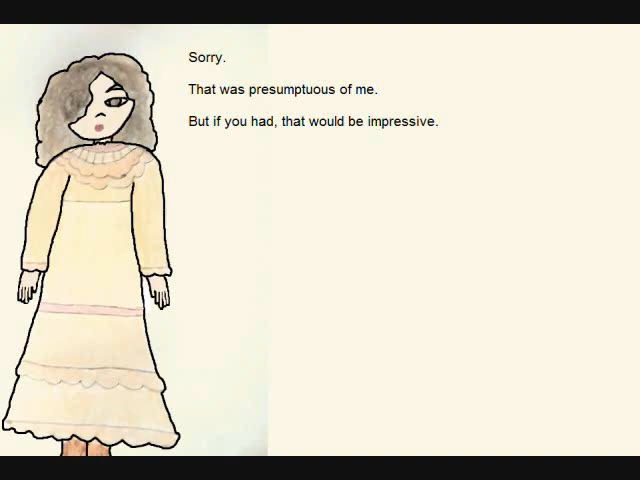 Sorry.
That was presumptuous of me.
But if you had, that would be impressive.